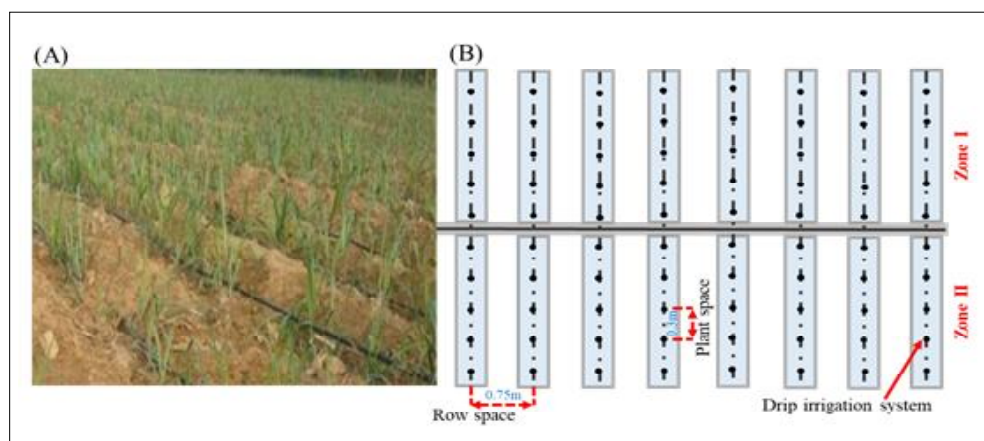 (A)
(B)
Zone I
Zone II
0.3m
Plant space
0.75m
Row space
Drip irrigation system